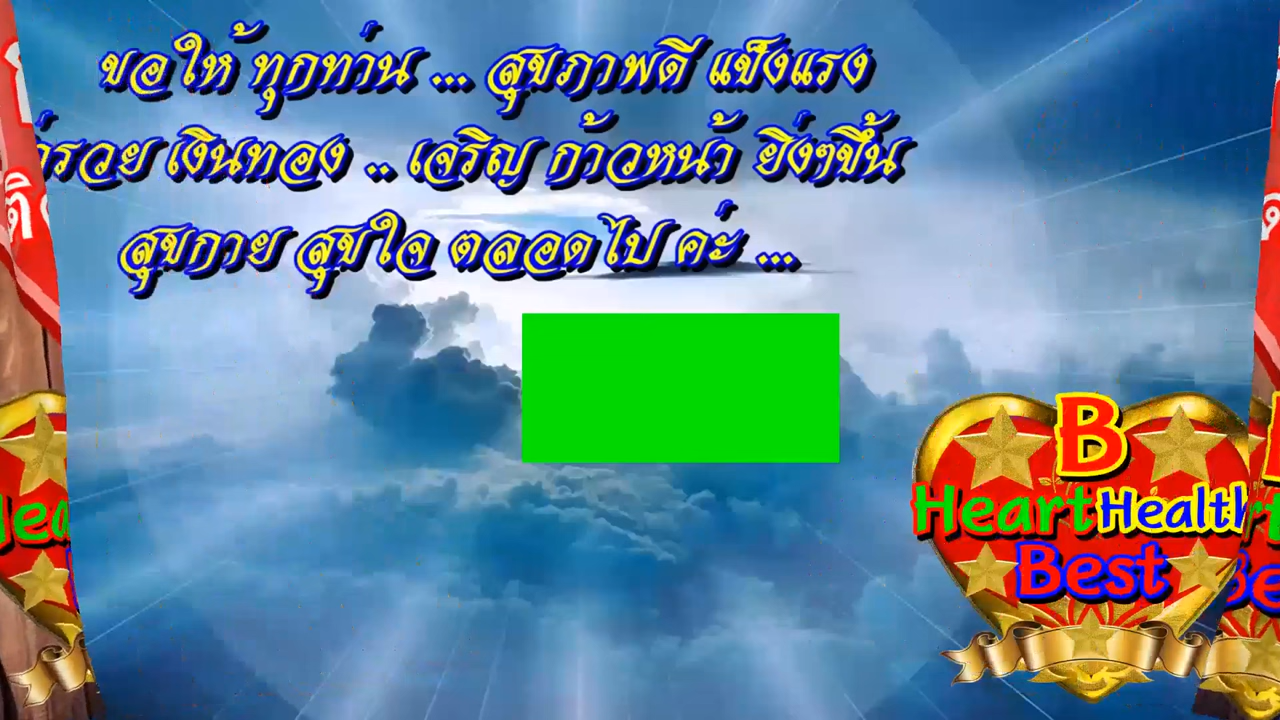 ขอให้ ทุกท่าน ... สุขภาพดี แข็งแรง
ร่ำรวย เงินทอง .. เจริญ ก้าวหน้า ยิ่งๆขึ้น
สุขกาย สุขใจ ตลอดไป ค่ะ ...
B
Heart Health
Best